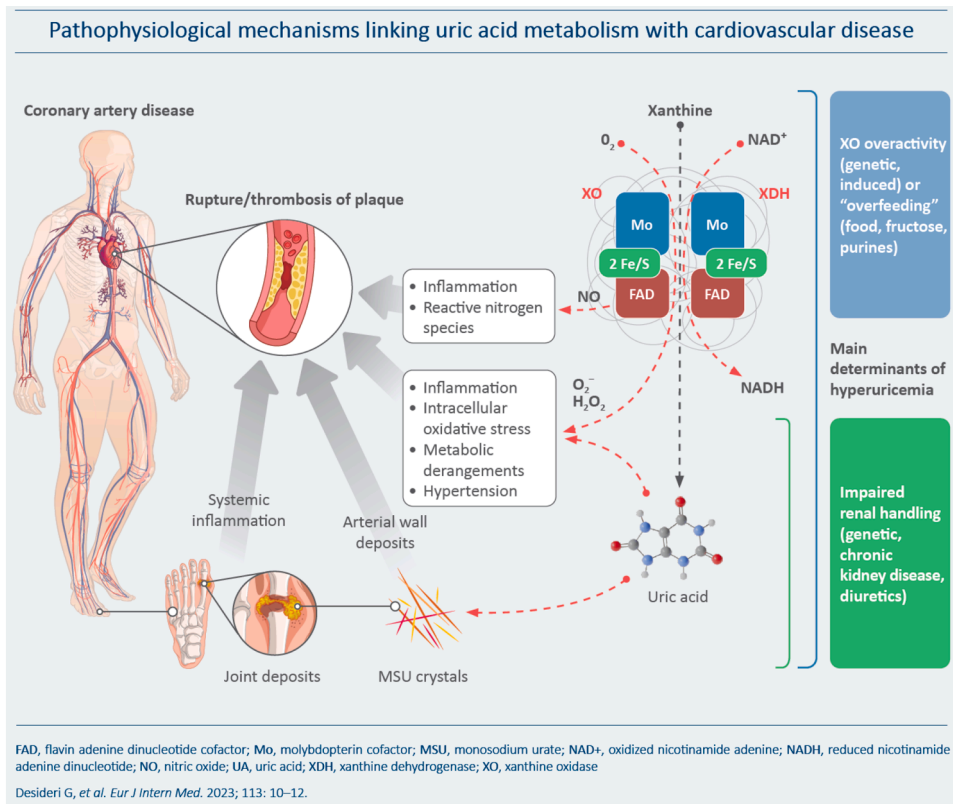 Pathophysiological mechanisms linking uric acid metabolism with cardiovascular disease
Coronary artery disease
Rupture/thrombosis of plaque
Xanthine
0₂
NAD⁺
XO
XDH
Mo
Mo
2 Fe/S
2 Fe/S
FAD
FAD
NO
NADH
O₂⁻
H₂O₂
• Inflammation
• Reactive nitrogen
species
• Inflammation
• Intracellular
oxidative stress
• Metabolic
derangements
• Hypertension
Systemic
inflammation
Arterial wall
deposits
Uric acid
Joint deposits
MSU crystals
XO overactivity
(genetic,
induced) or
“overfeeding”
(food, fructose,
purines)
Main
determinants of
hyperuricemia
Impaired
renal handling
(genetic,
chronic
kidney disease,
diuretics)
FAD, flavin adenine dinucleotide cofactor; Mo, molybdopterin cofactor; MSU, monosodium urate; NAD+, oxidized nicotinamide adenine; NADH, reduced nicotinamide
adenine dinucleotide; NO, nitric oxide; UA, uric acid; XDH, xanthine dehydrogenase; XO, xanthine oxidase
Desideri G, et al. Eur J Intern Med. 2023; 113: 10–12.